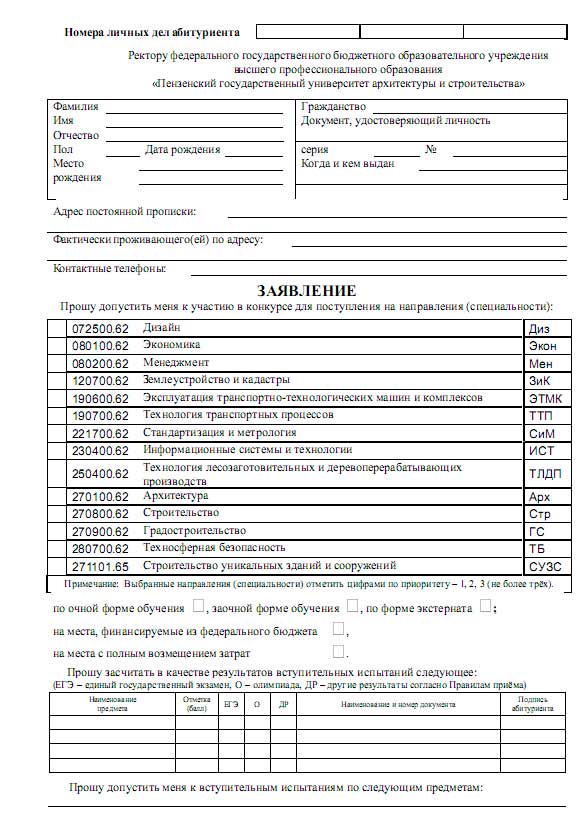 Номера личных дел абитуриента
Ректору федерального государственного бюджетного образовательного учреждения
высшего профессионального образования
«Пензенский государственный университет архитектуры и строительства»
Фамилия Гражданство
Имя Документ, удостоверяющий личность
Отчество
Пол Дата рождения серия №
Место Когда и кем выдан
рождения
Адрес постоянной прописки:
Фактически проживающего(ей) по адресу:
Контактные телефоны:
ЗАЯВЛЕНИЕ
Прошу допустить меня к участию в конкурсе для поступления на направления (специальности):
072500.62 Дизайн Диз
080100.62 Экономика Экон
080200.62 Менеджмент Мен
120700.62 Землеустройство и кадастры ЗиК
190600.62 Эксплуатация транспортно-технологических машин и комплексов ЭТМК
190700.62 Технология транспортных процессов ТТП
221700.62 Стандартизация и метрология СиМ
230400.62 Информационные системы и технологии ИСТ
250400.62 Технология лесозаготовительных и деревоперерабатывающих производств ТЛДП
270100.62 Архитектура Арх
270800.62 Строительство Стр
270900.62 Градостроительство ГС
280700.62 Техносферная безопасность ТБ
271101.65 Строительство уникальных зданий и сооружений СУЗС
Примечание: Выбранные направления (специальности) отметить цифрами по приоритету – 1, 2, 3 (не более трёх).
по очной форме обучения , заочной форме обучения , по форме экстерната ;
на места, финансируемые из федерального бюджета ,
на места с полным возмещением затрат .
Прошу засчитать в качестве результатов вступительных испытаний следующее:
(ЕГЭ – единый государственный экзамен, О – олимпиада, ДР – другие результаты согласно Правилам приёма)
Наименование предмета Отметка (балл) ЕГЭ О ДР Наименование и номер документа Подпись абитуриента
Прошу допустить меня к вступительным испытаниям по следующим предметам: